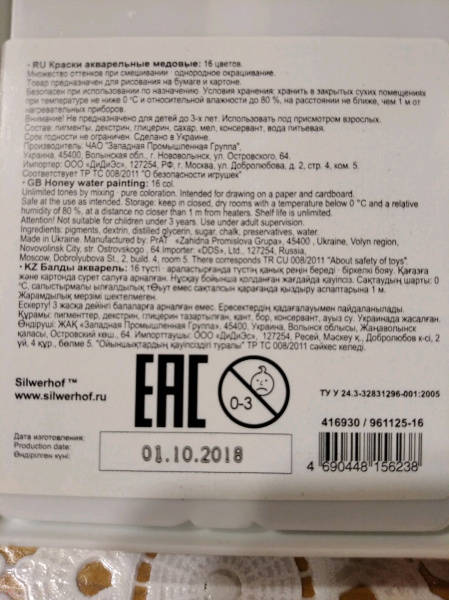 • RU Краски акварельные медовые: 16 цветов.
Множество оттенков при смешивании - однородное окрашивание.
Товар предназначен для рисования на бумаге и картоне.
Безопасен при использовании по назначению. Условия хранения: хранить в закрытых сухих помещениях
при температуре не ниже 0 °С и относительной влажности до 80 %, на расстоянии не ближе, чем 1 м от
нагревательных приборов.
Внимание! Не предназначено для детей до 3-х лет. Использовать под присмотром взрослых.
Состав: пигменты, декстрин, глицерин, сахар, мел, консервант, вода питьевая.
Срок годности не ограничен. Сделано в Украине.
Производитель: ЧАО "Западная Промышленная Группа",
Украина, 45400, Волынская обл., г. Нововолынск, ул. Островского, 64.
Импортер: ООО «ДиДиЭс», 127254, РФ, г. Москва, ул. Добролюбова, д. 2, стр. 4, ком. 5.
Соответствует ТР ТС 008/2011 "О безопасности игрушек"
• GB Honey water painting: 16 col.
Unlimited tones by mixing - pure coloration. Intended for drawing on a paper and cardboard.
Safe at the use as intended. Storage: keep in closed, dry rooms with a temperature below 0 °C and a relative
humidity of 80 %, at a distance no closer than 1 m from heaters. Shelf life is unlimited.
Attention! Not suitable for children under 3 years. Use under adult supervision.
Ingredients: pigments, dextrin, distilled glycerin, sugar, chalk, preservatives, water.
Made in Ukraine. Manufactured by: PrAT «Zahidna Promislova Grupa», 45400, Ukraine, Volyn region,
Novovolinsk City, str. Ostrovskogo, 64. Importer: «DDS», Ltd., 127254, Russia,
Moscow, Dobrolyubova St., 2, build. 4, room 5. There corresponds TR CU 008/2011 "About safety of toys"
• KZ Балды акварель: 16 түсті - араластырғанда түстің қанық реңін береді - біркелкі бояу. Қағазға
және картонға сурет салуға арналған. Нұсқау бойынша қолданған жағдайда қауіпсіз. Сақтаудың шарты: 0
°С, салыстырмалы ылғалдылық 80% дан төмен емес
Жарамдылық мерзімі шектелмеген.
Ескерту! 3 жасқа дейінгі балаларға арналған емес. Ересектердің қадағалауымен пайдаланылады.
Құрамы: пигменттер, декстрин, глицерин тазартылған, қант, бор, консервант, ауыз су. Украинада жасалған.
Өндіруші: ЖАҚ «Западная Промышленная Группа», 45400, Украина, Волынск облысы, Жаңаволынск
қаласы, Островский көш., 64. Импорттаушы: ООО «ДиДиЭс», 127254, Ресей, Мәскеу қ., Добролюбов к-сі, 2
үй, 4 құр., бөлме 5. "Ойыншықтардың қауіпсіздігі туралы" ТР ТС 008/2011 сәйкес келеді.
Silwerhof ™
www.silwerhof.ru
EAC
0-3
ТУ У 24.3-32831296-001:2005
416930 / 961125-16
Дата изготовления:
Production date:
Өндірілген күні:
01.10.2018
4 690448 156238